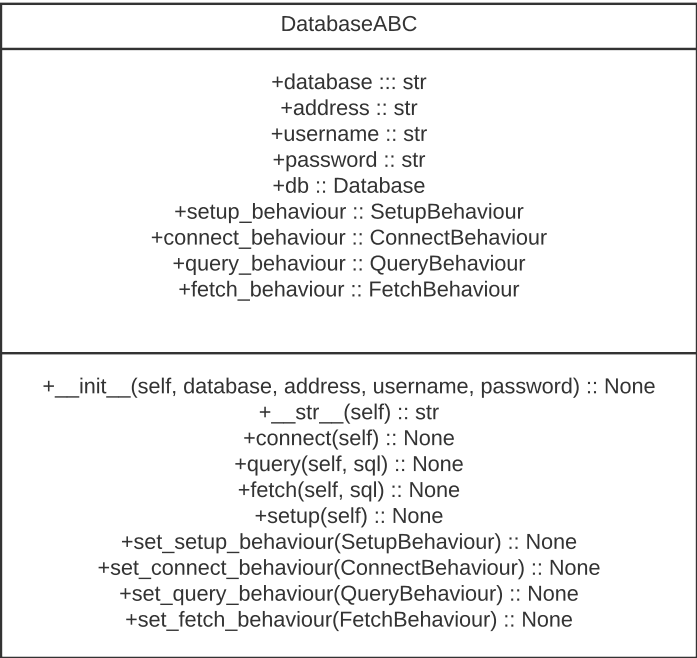 DatabaseABC
+database ::: str
+address :: str
+username :: str
+password :: str
+db :: Database
+setup_behaviour :: SetupBehaviour
+connect_behaviour :: ConnectBehaviour
+query_behaviour :: QueryBehaviour
+fetch_behaviour :: FetchBehaviour
+__init__(self, database, address, username, password) :: None
+__str__(self) :: str
+connect(self) :: None
+query(self, sql) :: None
+fetch(self, sql) :: None
+setup(self) :: None
+set_setup_behaviour(SetupBehaviour) :: None
+set_connect_behaviour(ConnectBehaviour) :: None
+set_query_behaviour(QueryBehaviour) :: None
+set_fetch_behaviour(FetchBehaviour) :: None